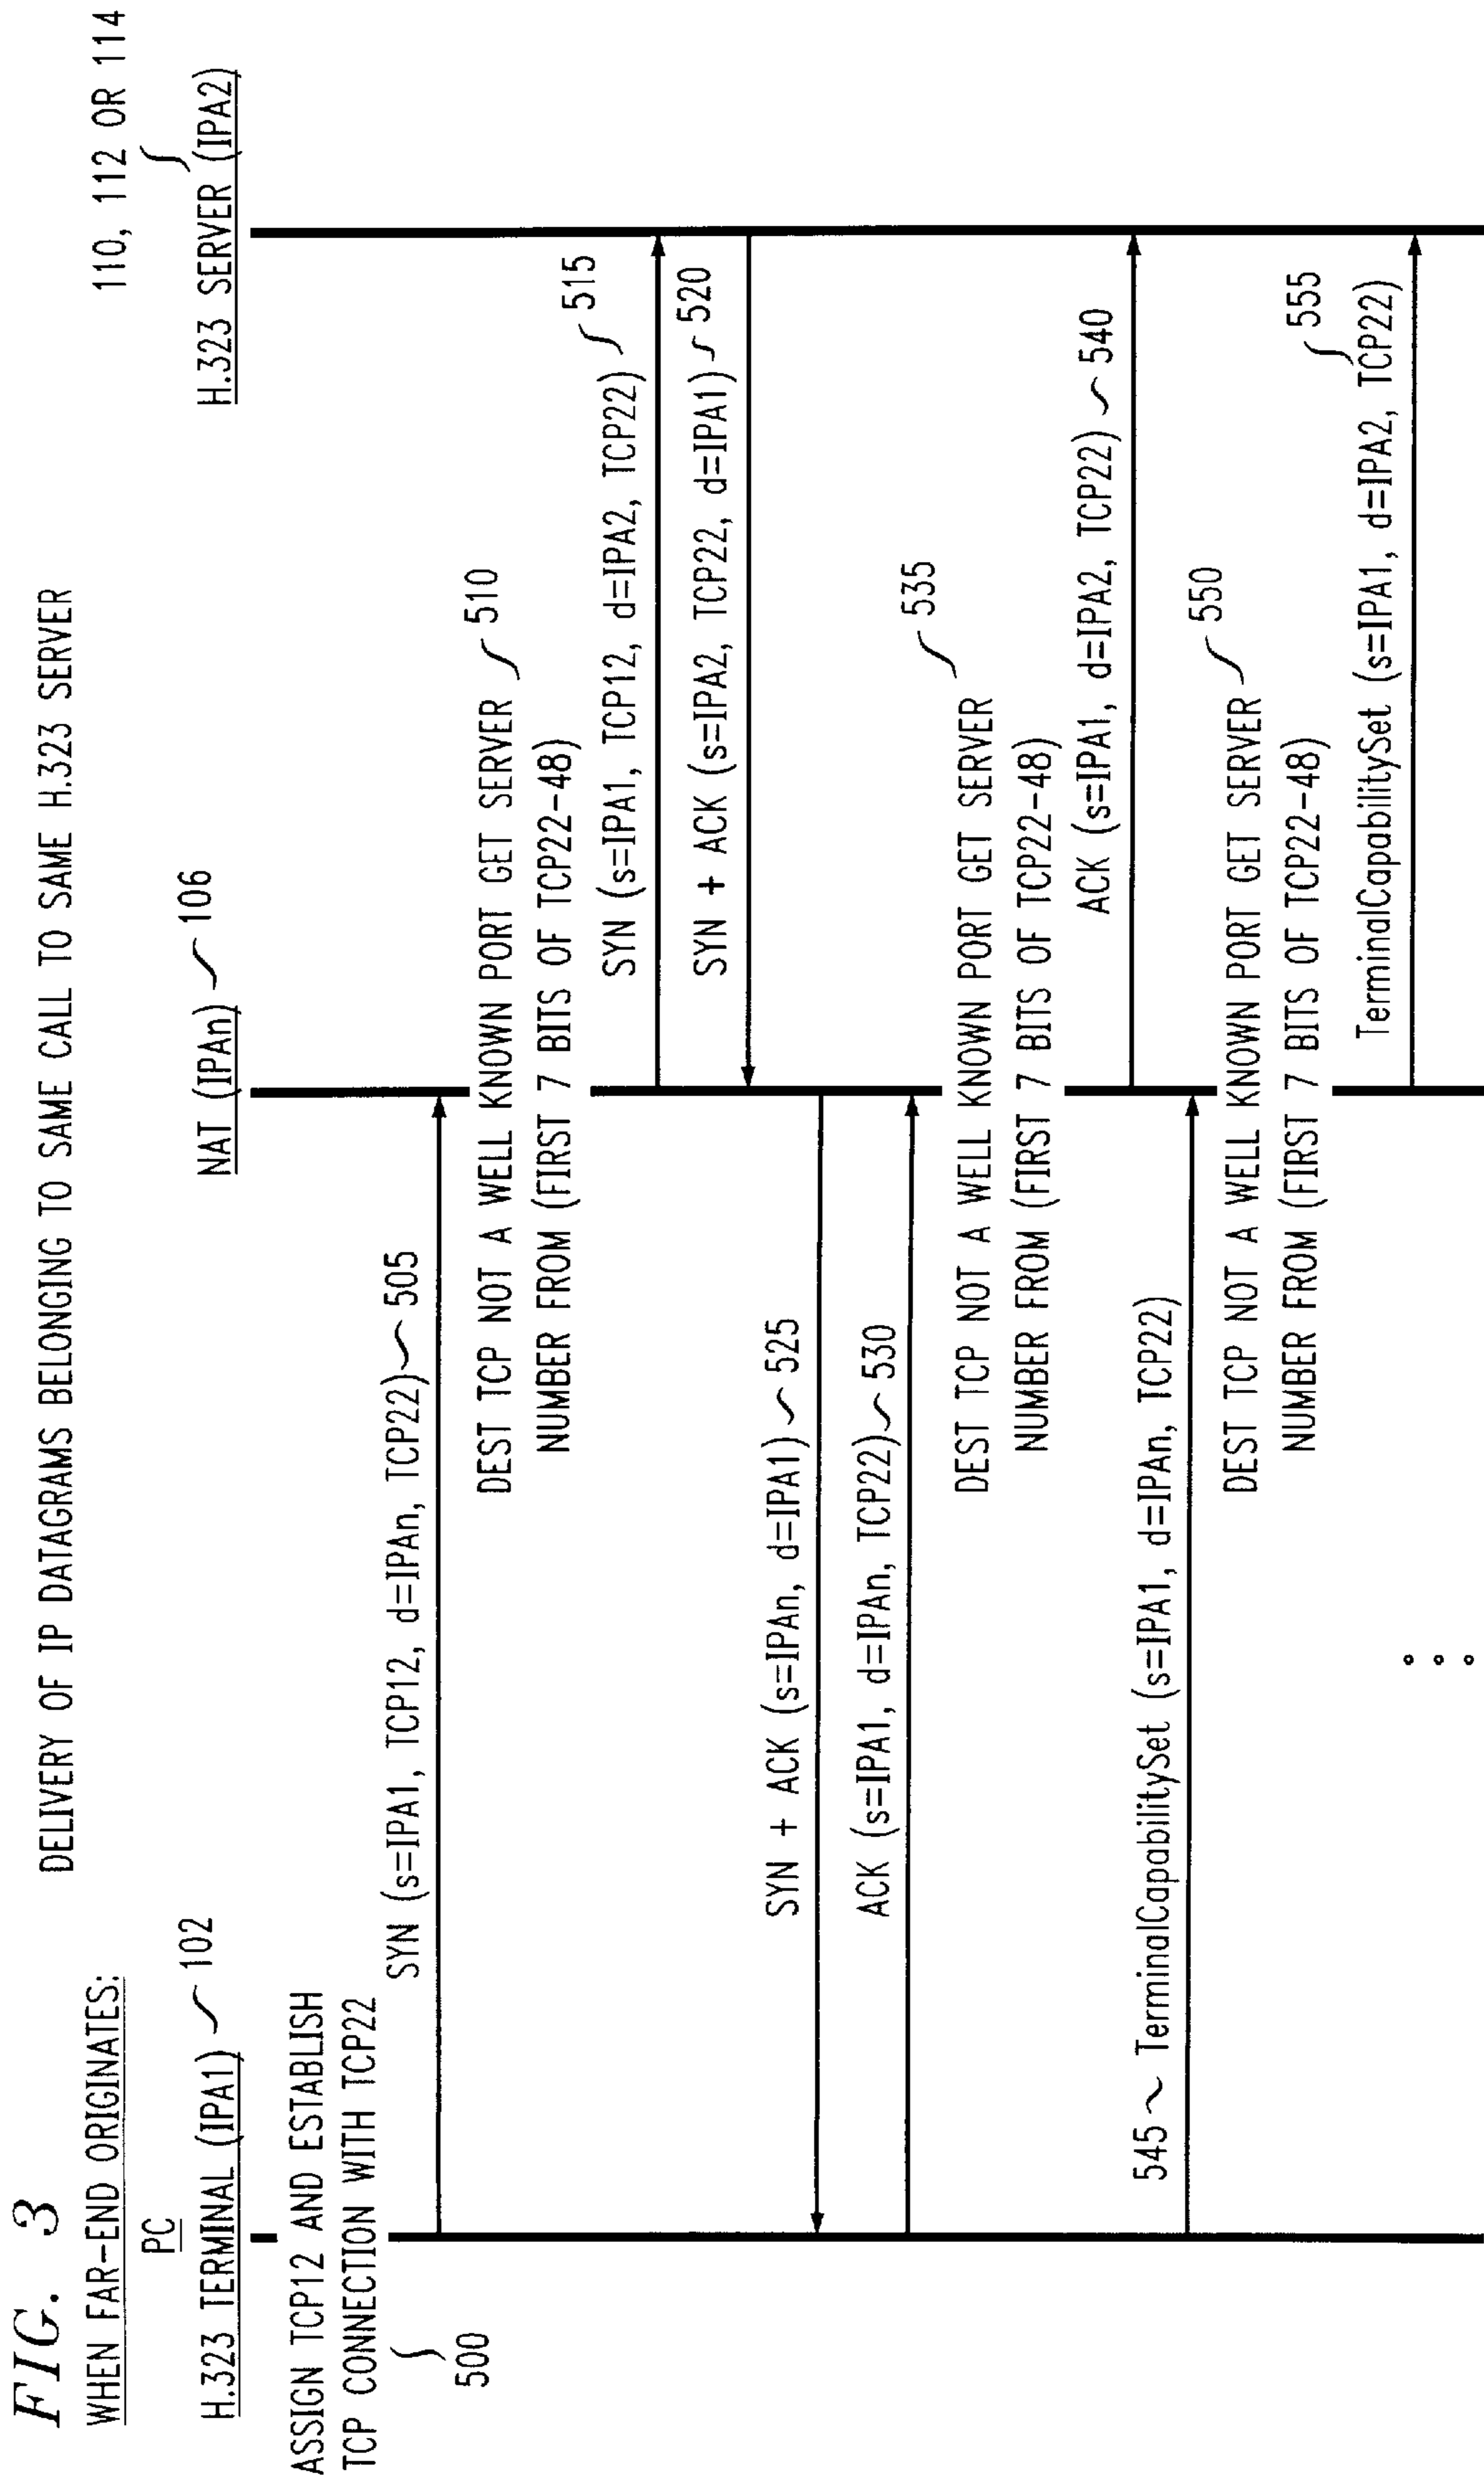 FIG. 3
DELIVERY OF IP DATAGRAMS BELONGING TO SAME CALL TO SAME H.323 SERVER
WHEN FAR-END ORIGINATES:
110, 112 OR 114
PC
H.323 TERMINAL (IPA1) 102
NAT (IPAn) 106
H.323 SERVER (IPA2)
ASSIGN TCP12 AND ESTABLISH
TCP CONNECTION WITH TCP22
500
SYN (s=IPA1, TCP12, d=IPAn, TCP22) 505
DEST TCP NOT A WELL KNOWN PORT GET SERVER 510
NUMBER FROM (FIRST 7 BITS OF TCP22-48)
SYN (s=IPA1, TCP12, d=IPA2, TCP22) 515
SYN + ACK (s=IPA2, TCP22, d=IPA1) 520
SYN + ACK (s=IPAn, d=IPA1) 525
ACK (s=IPA1, d=IPAn, TCP22) 530
DEST TCP NOT A WELL KNOWN PORT GET SERVER 535
NUMBER FROM (FIRST 7 BITS OF TCP22-48)
ACK (s=IPA1, d=IPA2, TCP22) 540
545 TerminalCapabilitySet (s=IPA1, d=IPAn, TCP22)
DEST TCP NOT A WELL KNOWN PORT GET SERVER 550
NUMBER FROM (FIRST 7 BITS OF TCP22-48)
555
TerminalCapabilitySet (s=IPA1, d=IPA2, TCP22)